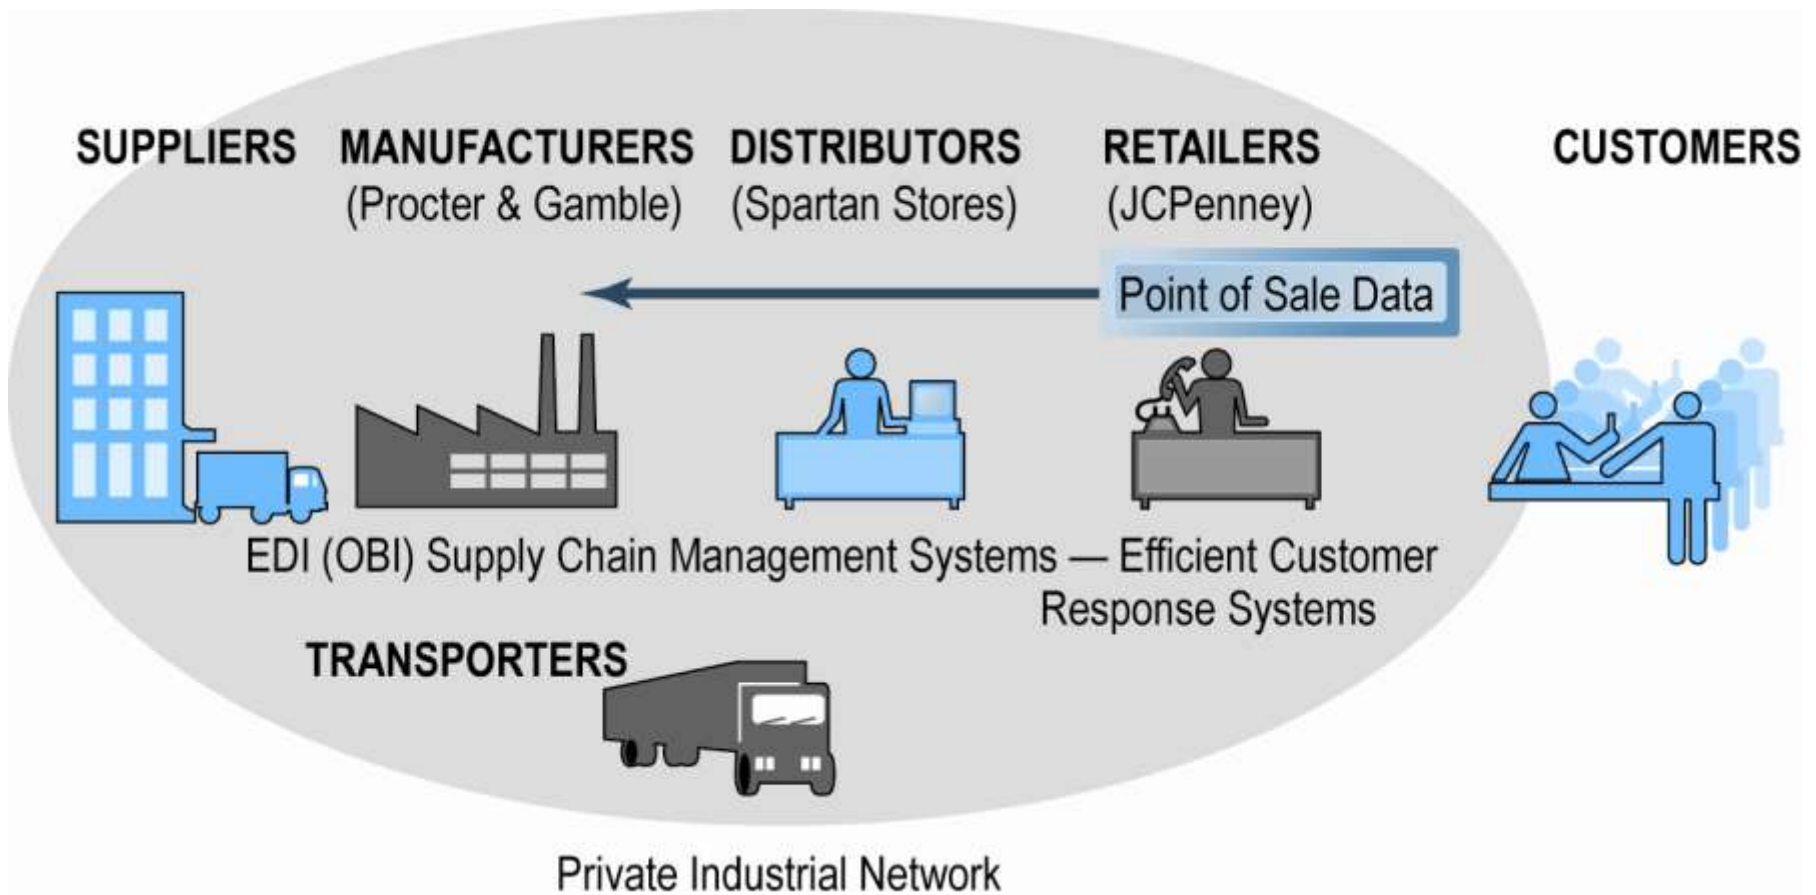 SUPPLIERS
MANUFACTURERS
(Procter & Gamble)
DISTRIBUTORS
(Spartan Stores)
RETAILERS
(JCPenney)
CUSTOMERS
Point of Sale Data
EDI (OBI) Supply Chain Management Systems — Efficient Customer
Response Systems
TRANSPORTERS
Private Industrial Network